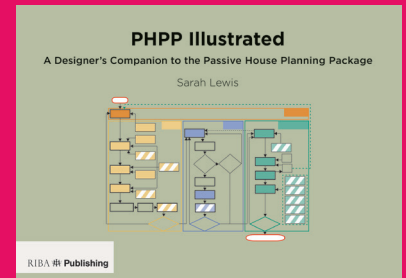 PHPP Illustrated
A Designer's Companion to the Passive House Planning Package
Sarah Lewis
RIBA Publishing